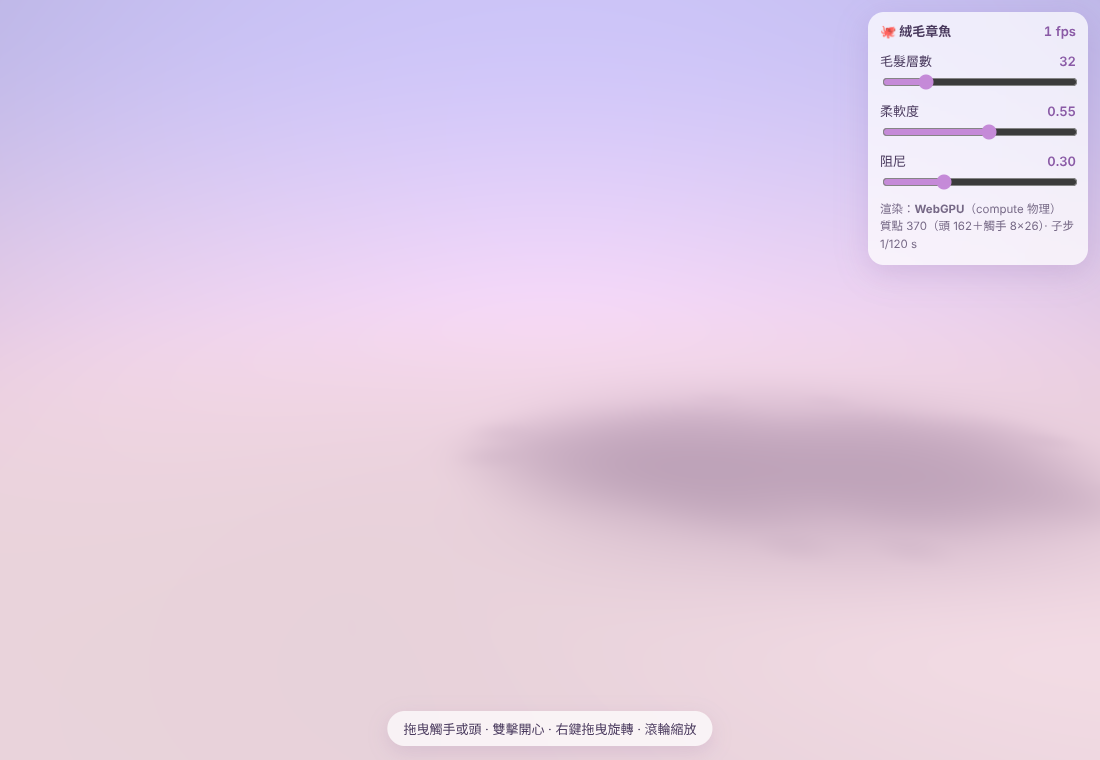 🐙 絨毛章魚 1 fps
毛髮層數 32
柔軟度 0.55
阻尼 0.30
渲染：WebGPU（compute 物理）
質點 370（頭 162＋觸手 8×26）· 子步
1/120 s
拖曳觸手或頭 · 雙擊開心 · 右鍵拖曳旋轉 · 滾輪縮放